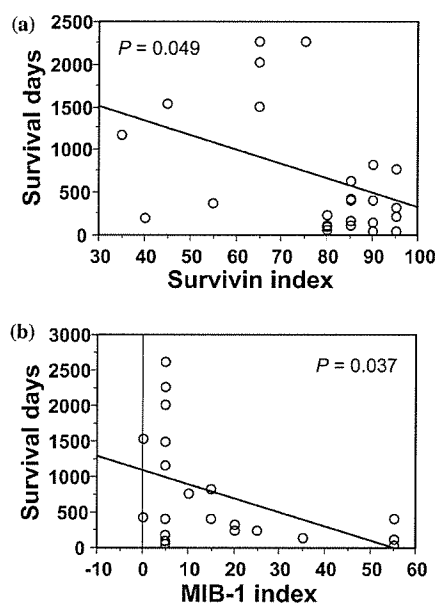 (a)
P = 0.049
Survival days
2500
2000
1500
1000
500
0
30 40 50 60 70 80 90 100
Survivin index
(b)
P = 0.037
Survival days
3000
2500
2000
1500
1000
500
0
-10 0 10 20 30 40 50 60
MIB-1 index